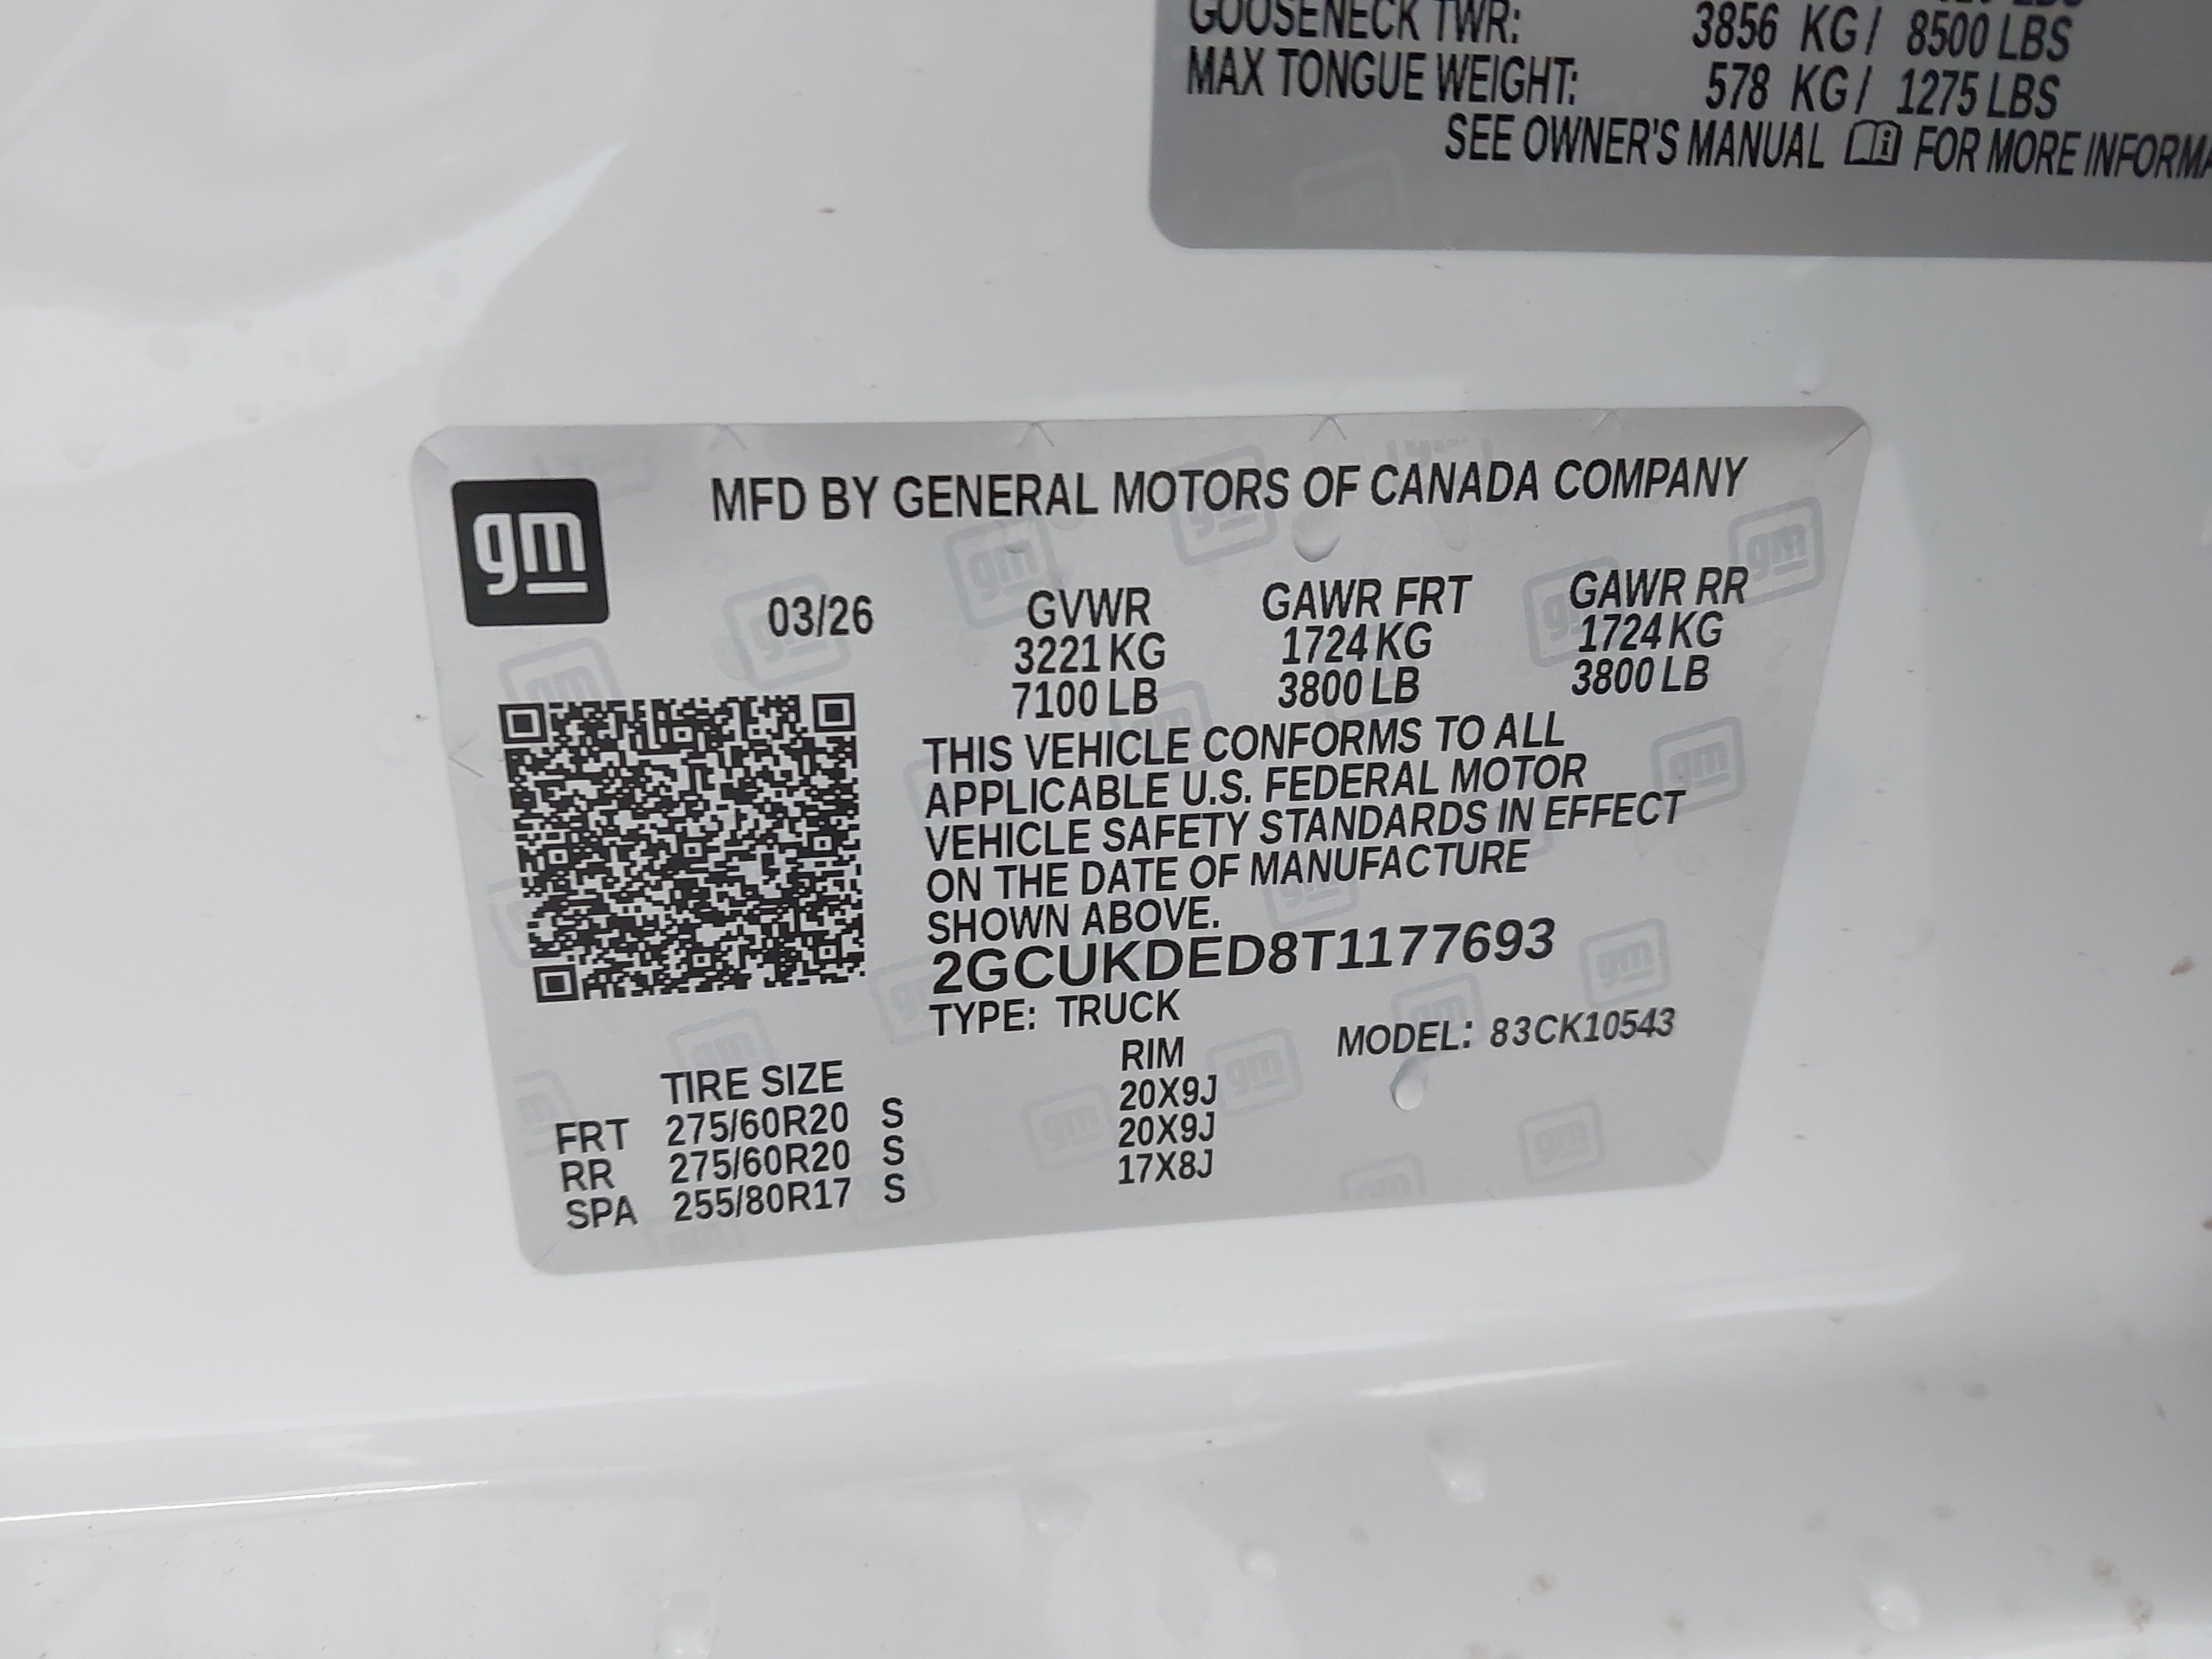 GOOSENECK TWR: 3856 KG / 8500 LBS
MAX TONGUE WEIGHT: 578 KG / 1275 LBS
SEE OWNER'S MANUAL FOR MORE
gm
MFD BY GENERAL MOTORS OF CANADA COMPANY
03/26 GVWR GAWR FRT GAWR RR
3221 KG 1724 KG 1724 KG
7100 LB 3800 LB 3800 LB
THIS VEHICLE CONFORMS TO ALL
APPLICABLE U.S. FEDERAL MOTOR
VEHICLE SAFETY STANDARDS IN EFFECT
ON THE DATE OF MANUFACTURE
SHOWN ABOVE.
2GCUKDED8T1177693
TYPE: TRUCK
MODEL: 83CK10543
TIRE SIZE RIM
FRT 275/60R20 S 20X9J
RR 275/60R20 S 20X9J
SPA 255/80R17 S 17X8J